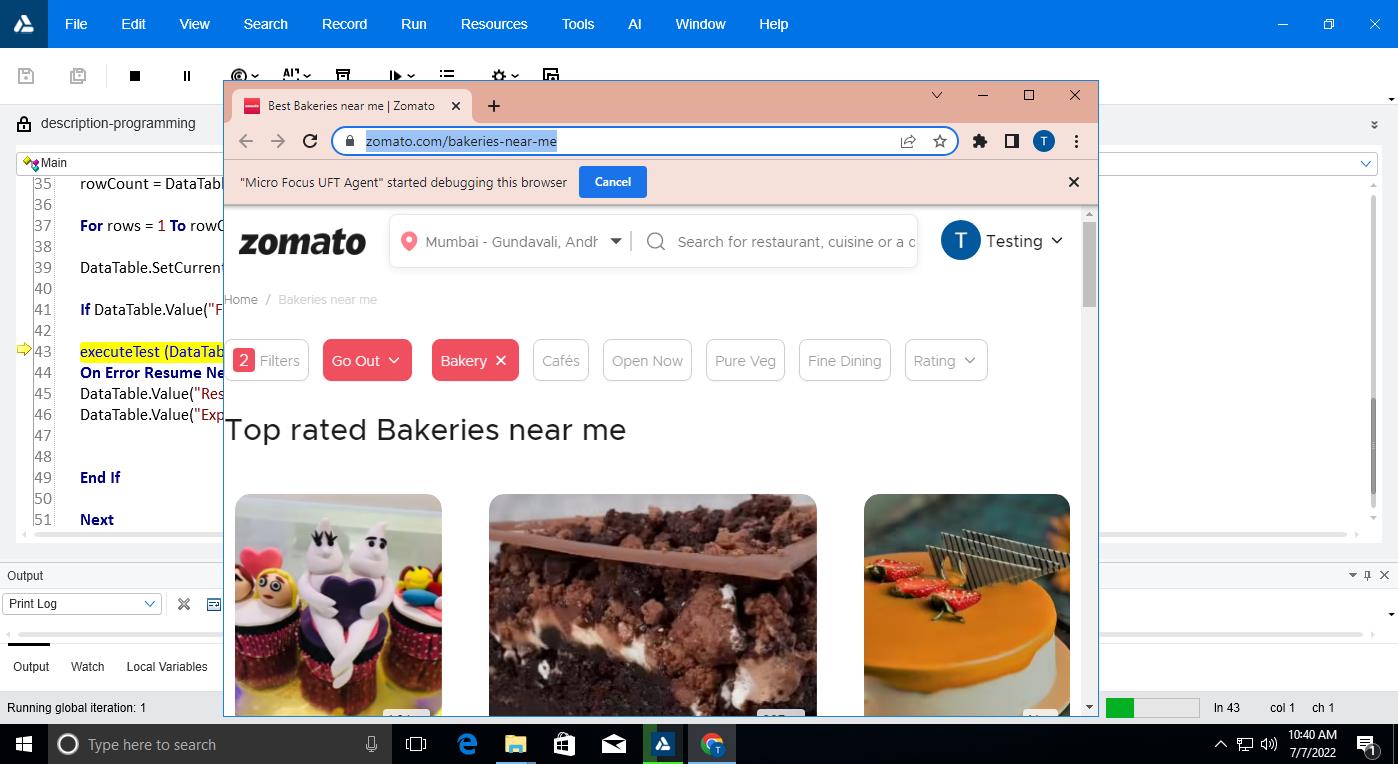 File Edit View Search Record Run Resources Tools AI Window Help
Best Bakeries near me | Zomato
description-programming
zomato.com/bakeries-near-me
T
Main
"Micro Focus UFT Agent" started debugging this browser Cancel
35 rowCount = DataTabl
36
37 For rows = 1 To rowC
38
39 DataTable.SetCurrent
40
41 If DataTable.Value("F
42
43 executeTest (DataTab
44 On Error Resume Ne
45 DataTable.Value("Res
46 DataTable.Value("Exp
47
48
49 End If
50
51 Next
zomato Mumbai - Gundavali, Andh Search for restaurant, cuisine or a d T Testing
Home / Bakeries near me
2 Filters Go Out Bakery Cafés Open Now Pure Veg Fine Dining Rating
Top rated Bakeries near me
Output
Print Log
Output Watch Local Variables
Running global iteration: 1 ln 43 col 1 ch 1
Type here to search
T
10:40 AM
7/7/2022
1